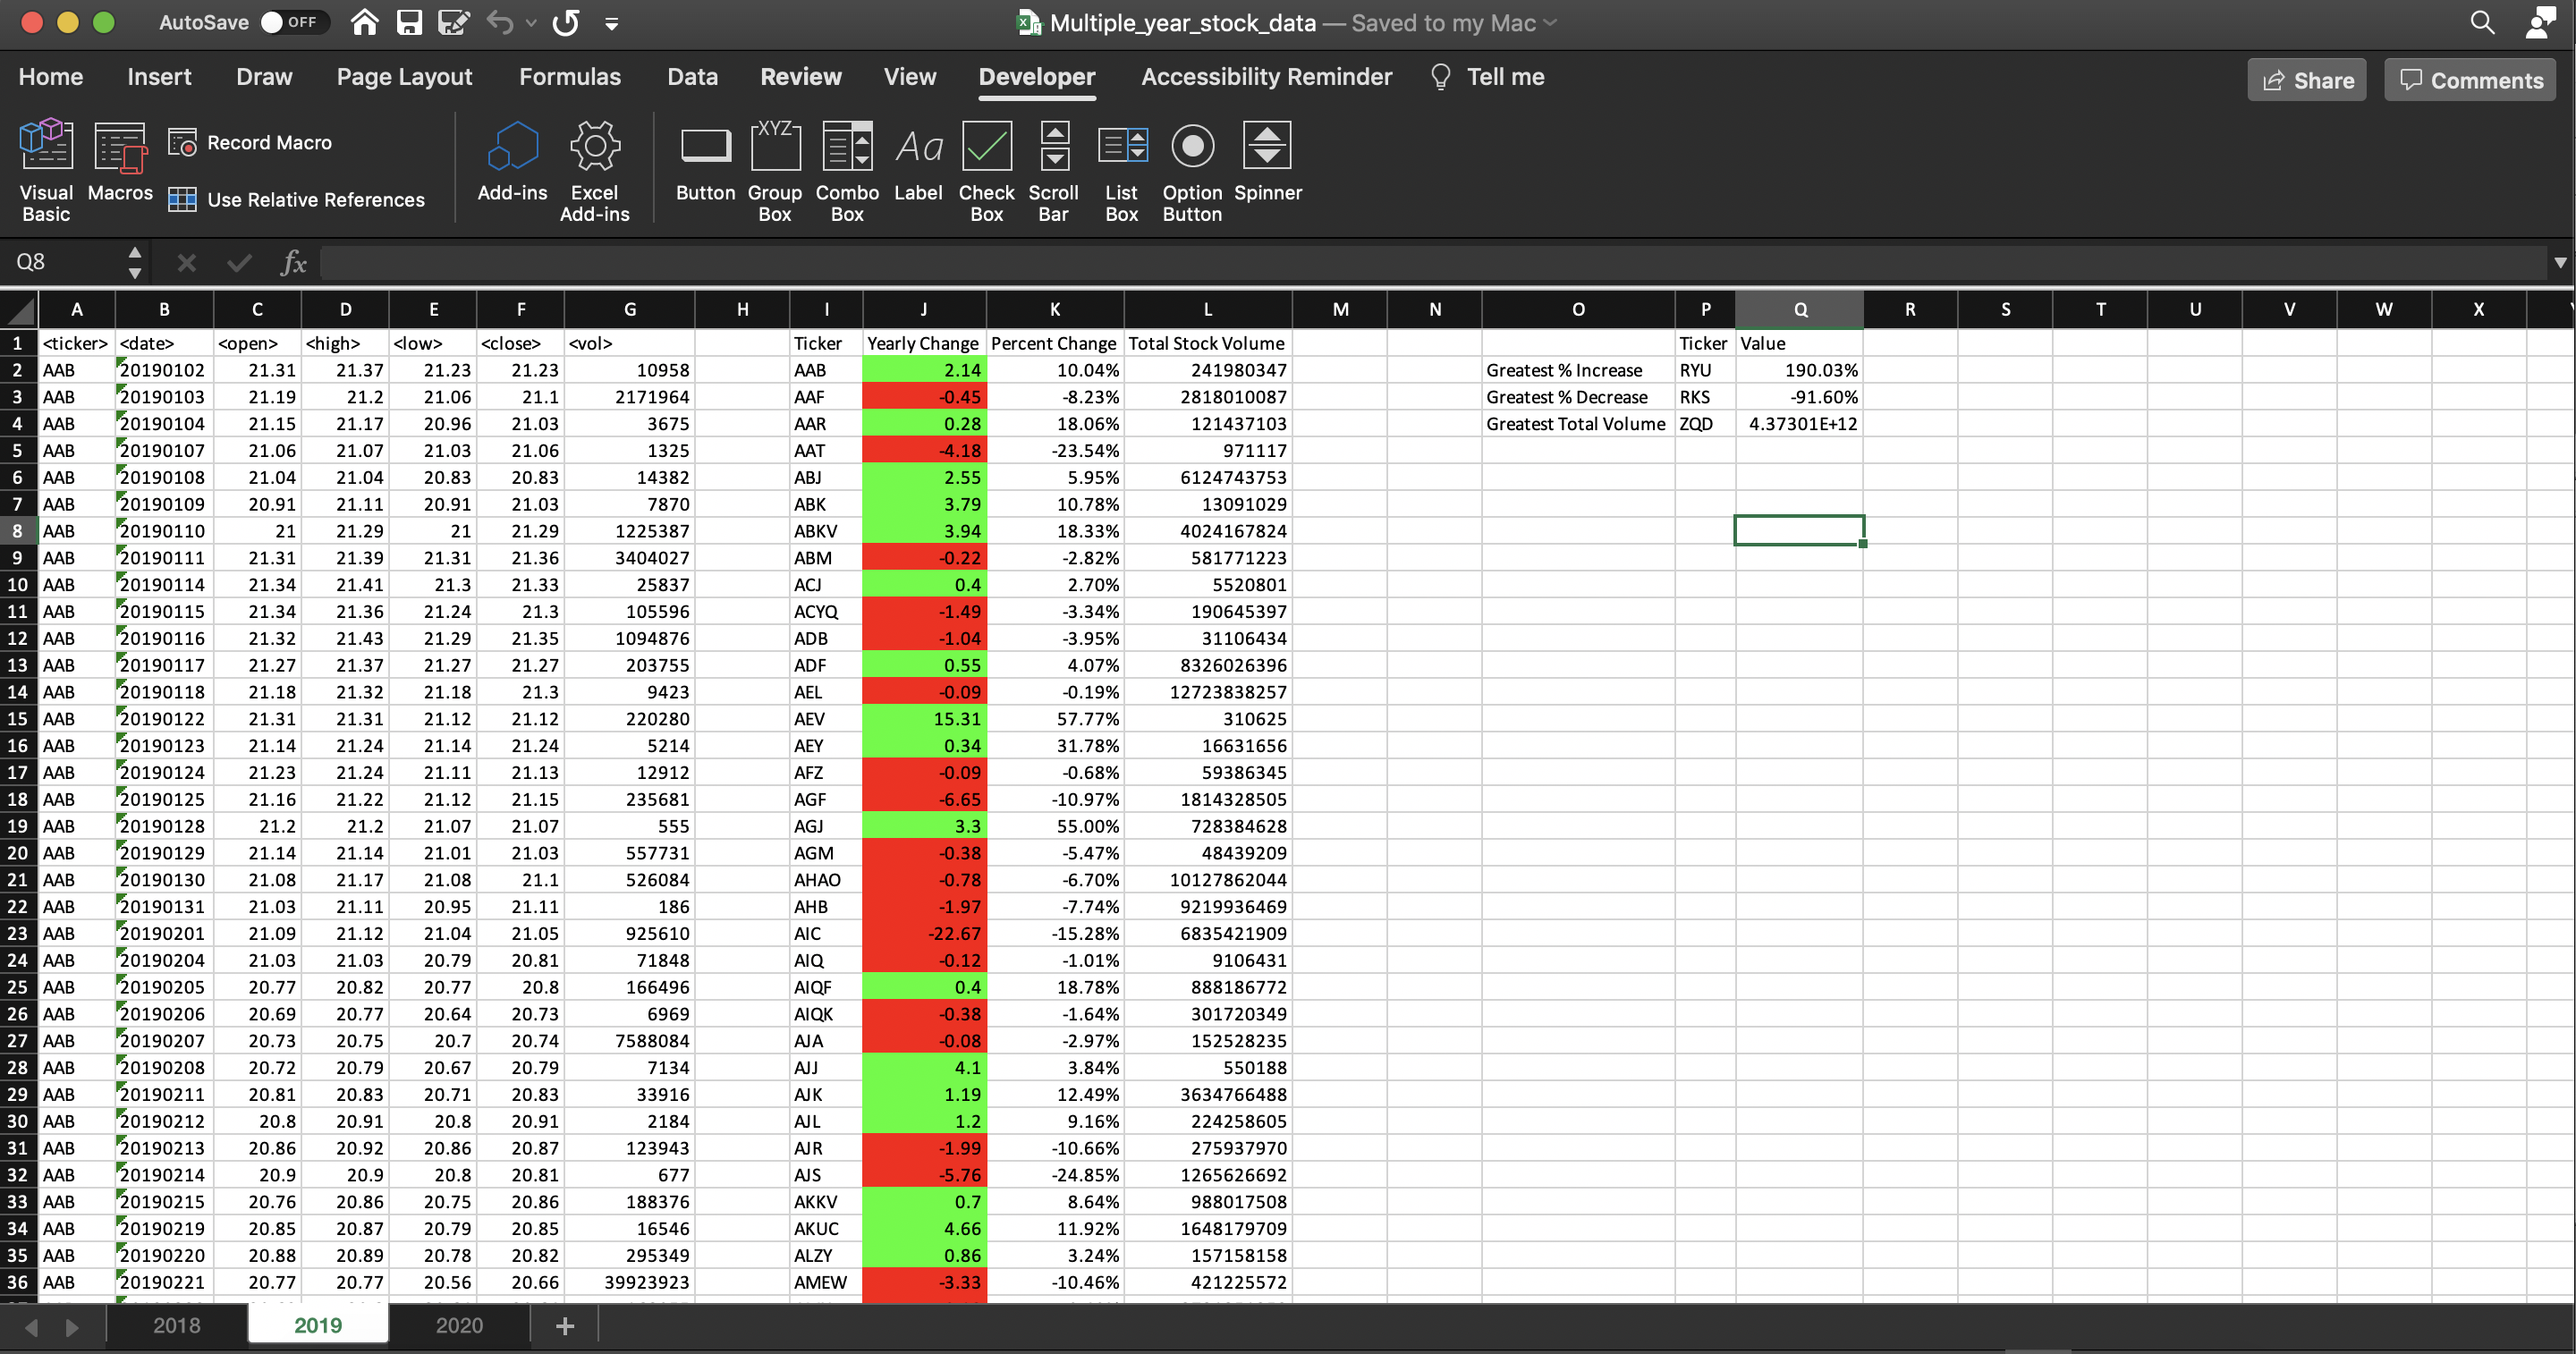 AutoSave OFF Multiple_year_stock_data — Saved to my Mac
Home Insert Draw Page Layout Formulas Data Review View Developer Accessibility Reminder Tell me Share Comments
Visual Basic Macros Record Macro Use Relative References Add-ins Excel Add-ins Button XYZ Group Box Combo Box Aa Label Check Box Scroll Bar List Box Option Button Spinner
Q8 fx
A B C D E F G H I J K L M N O P Q R S T U V W X
1 <ticker> <date> <open> <high> <low> <close> <vol> Ticker Yearly Change Percent Change Total Stock Volume Ticker Value
2 AAB 20190102 21.31 21.37 21.23 21.23 10958 AAB 2.14 10.04% 241980347 Greatest % Increase RYU 190.03%
3 AAB 20190103 21.19 21.2 21.06 21.1 2171964 AAF -0.45 -8.23% 2818010087 Greatest % Decrease RKS -91.60%
4 AAB 20190104 21.15 21.17 20.96 21.03 3675 AAR 0.28 18.06% 121437103 Greatest Total Volume ZQD 4.37301E+12
5 AAB 20190107 21.06 21.07 21.03 21.06 1325 AAT -4.18 -23.54% 971117
6 AAB 20190108 21.04 21.04 20.83 20.83 14382 ABJ 2.55 5.95% 6124743753
7 AAB 20190109 20.91 21.11 20.91 21.03 7870 ABK 3.79 10.78% 13091029
8 AAB 20190110 21 21.29 21 21.29 1225387 ABKV 3.94 18.33% 4024167824
9 AAB 20190111 21.31 21.39 21.31 21.36 3404027 ABM -0.22 -2.82% 581771223
10 AAB 20190114 21.34 21.41 21.3 21.33 25837 ACJ 0.4 2.70% 5520801
11 AAB 20190115 21.34 21.36 21.24 21.3 105596 ACYQ -1.49 -3.34% 190645397
12 AAB 20190116 21.32 21.43 21.29 21.35 1094876 ADB -1.04 -3.95% 31106434
13 AAB 20190117 21.27 21.37 21.27 21.27 203755 ADF 0.55 4.07% 8326026396
14 AAB 20190118 21.18 21.32 21.18 21.3 9423 AEL -0.09 -0.19% 12723838257
15 AAB 20190122 21.31 21.31 21.12 21.12 220280 AEV 15.31 57.77% 310625
16 AAB 20190123 21.14 21.24 21.14 21.24 5214 AEY 0.34 31.78% 16631656
17 AAB 20190124 21.23 21.24 21.11 21.13 12912 AFZ -0.09 -0.68% 59386345
18 AAB 20190125 21.16 21.22 21.12 21.15 235681 AGF -6.65 -10.97% 1814328505
19 AAB 20190128 21.2 21.2 21.07 21.07 555 AGJ 3.3 55.00% 728384628
20 AAB 20190129 21.14 21.14 21.01 21.03 557731 AGM -0.38 -5.47% 48439209
21 AAB 20190130 21.08 21.17 21.08 21.1 526084 AHAO -0.78 -6.70% 10127862044
22 AAB 20190131 21.03 21.11 20.95 21.11 186 AHB -1.97 -7.74% 9219936469
23 AAB 20190201 21.09 21.12 21.04 21.05 925610 AIC -22.67 -15.28% 6835421909
24 AAB 20190204 21.03 21.03 20.79 20.81 71848 AIQ -0.12 -1.01% 9106431
25 AAB 20190205 20.77 20.82 20.77 20.8 166496 AIQF 0.4 18.78% 888186772
26 AAB 20190206 20.69 20.77 20.64 20.73 6969 AIQK -0.38 -1.64% 301720349
27 AAB 20190207 20.73 20.75 20.7 20.74 7588084 AJA -0.08 -2.97% 152528235
28 AAB 20190208 20.72 20.79 20.67 20.79 7134 AJJ 4.1 3.84% 550188
29 AAB 20190211 20.81 20.83 20.71 20.83 33916 AJK 1.19 12.49% 3634766488
30 AAB 20190212 20.8 20.91 20.8 20.91 2184 AJL 1.2 9.16% 224258605
31 AAB 20190213 20.86 20.92 20.86 20.87 123943 AJR -1.99 -10.66% 275937970
32 AAB 20190214 20.9 20.9 20.8 20.81 677 AJS -5.76 -24.85% 1265626692
33 AAB 20190215 20.76 20.86 20.75 20.86 188376 AKKV 0.7 8.64% 988017508
34 AAB 20190219 20.85 20.87 20.79 20.85 16546 AKUC 4.66 11.92% 1648179709
35 AAB 20190220 20.88 20.89 20.78 20.82 295349 ALZY 0.86 3.24% 157158158
36 AAB 20190221 20.77 20.77 20.56 20.66 39923923 AMEW -3.33 -10.46% 421225572
2018 2019 2020 +